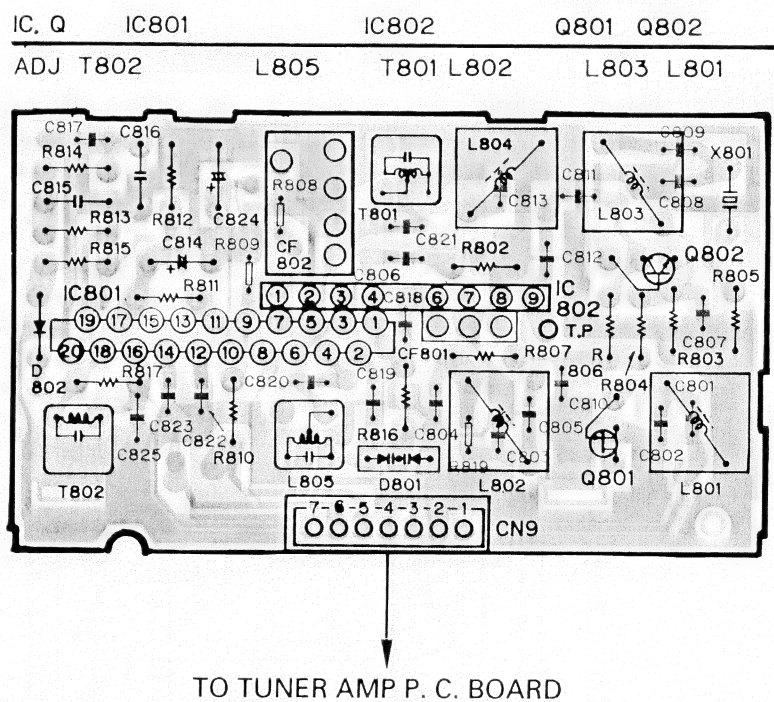 IC, Q IC801 IC802 Q801 Q802
ADJ T802 L805 T801 L802 L803 L801
C817 C816 L804 C809
R814 X801
C815 R808 C813 C811 C808
R813 R812 C824 T801 L803
CF
802
R815 C814 R809 C821 R802 C812 Q802
R811 C806 IC
802 R805
IC801 1 2 3 4 C818 6 7 8 9
19 17 15 13 11 9 7 5 3 1 T.P C807
20 18 16 14 12 10 8 6 4 2 CF801 R807 R R803
D
802 R817 C820 C819 806 R804 C801
C823 C822 R810 R816 C804 C805 C810
C825 R819 C803 C802
T802 L805 D801 L802 Q801 L801
7-6-5-4-3-2-1 CN9
TO TUNER AMP P. C. BOARD